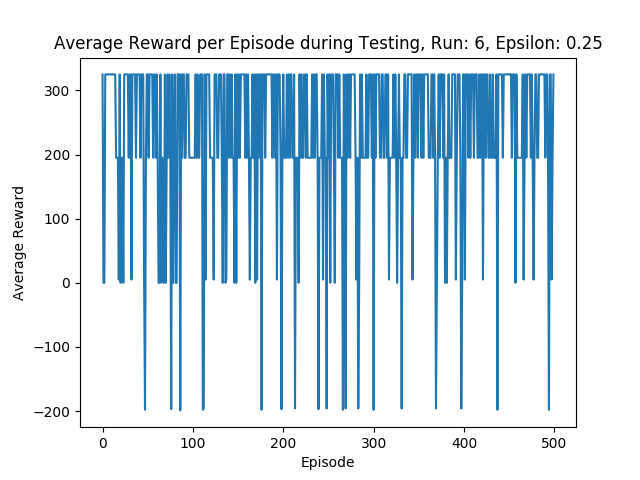 Average Reward per Episode during Testing, Run: 6, Epsilon: 0.25
Average Reward
300
200
100
0
−100
−200
0 100 200 300 400 500
Episode